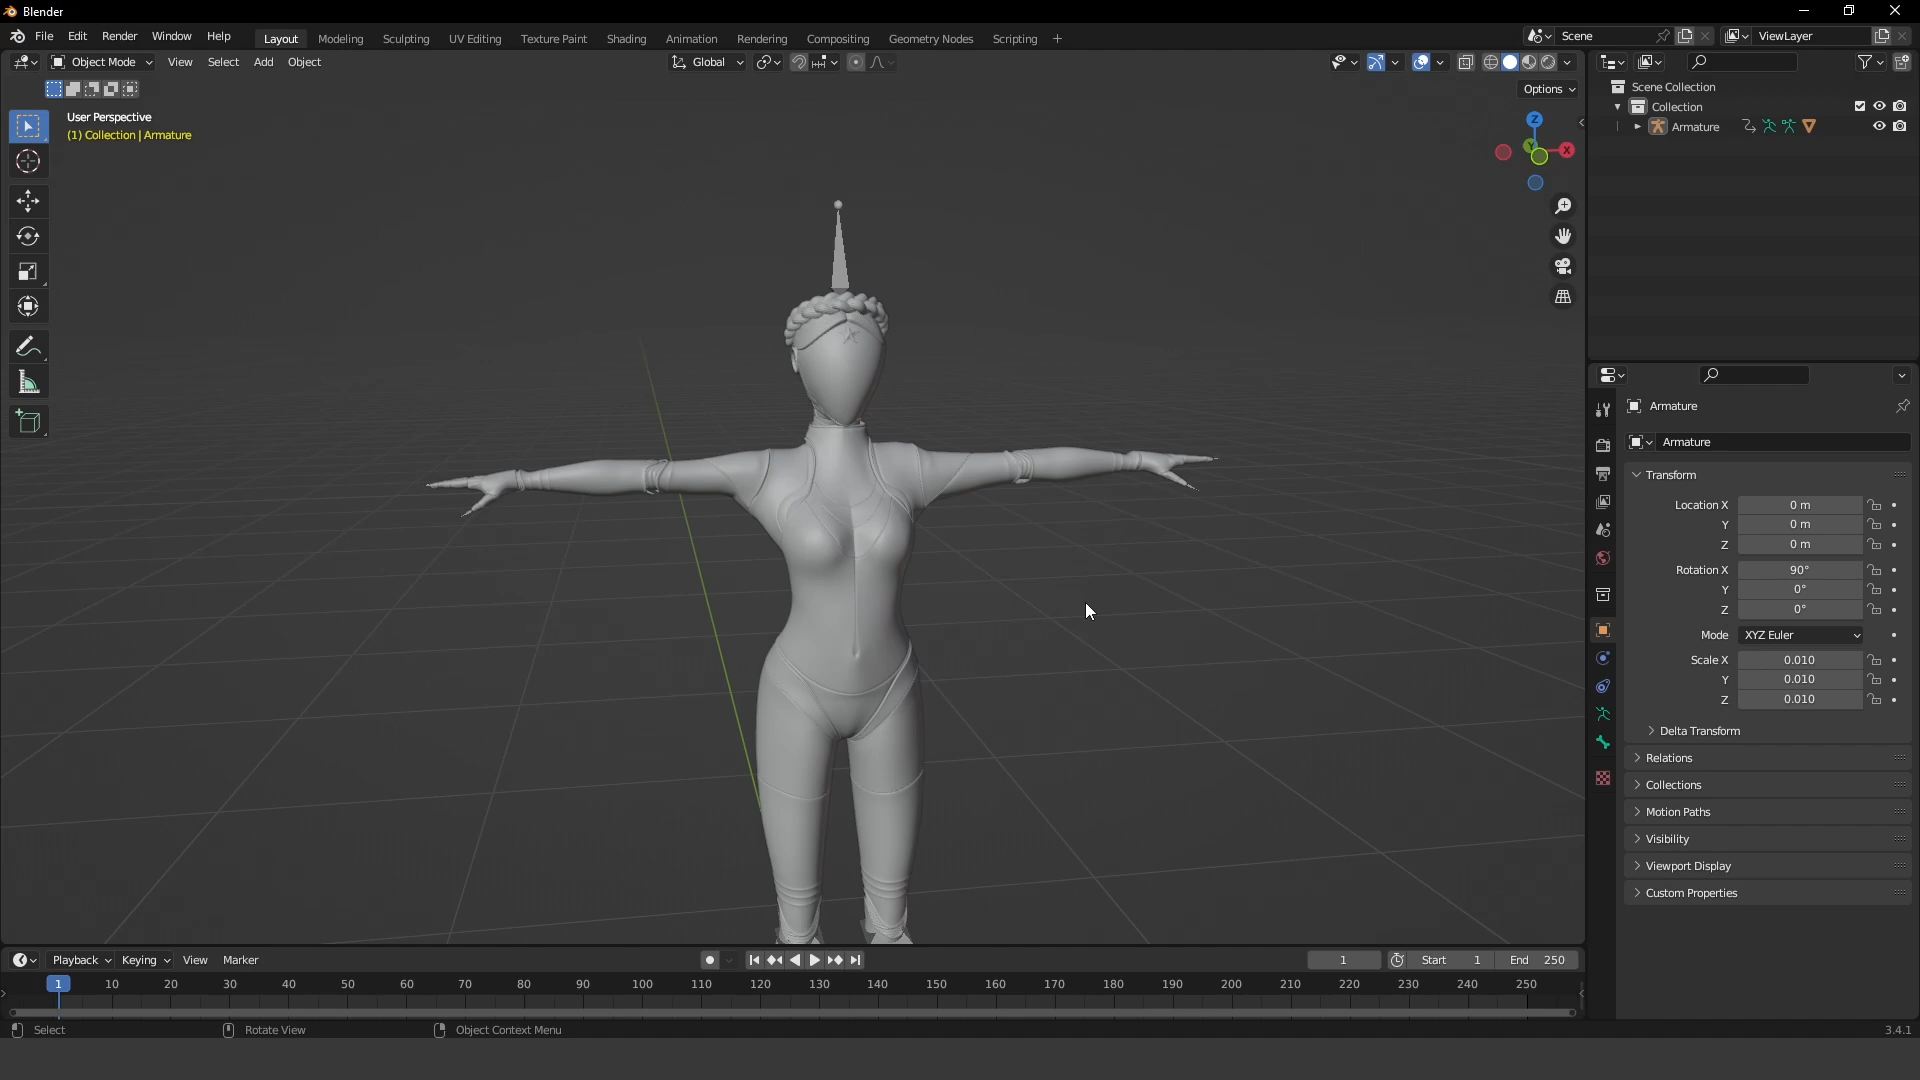 Blender
File Edit Render Window Help
Layout Modeling Sculpting UV Editing Texture Paint Shading Animation Rendering Compositing Geometry Nodes Scripting +
Scene ViewLayer
Object Mode View Select Add Object Global
Options
User Perspective
(1) Collection | Armature
Z
Y
X
Scene Collection
Collection
Armature
Armature
Armature
Transform
Location X 0 m
Y 0 m
Z 0 m
Rotation X 90°
Y 0°
Z 0°
Mode XYZ Euler
Scale X 0.010
Y 0.010
Z 0.010
Delta Transform
Relations
Collections
Motion Paths
Visibility
Viewport Display
Custom Properties
Playback Keying View Marker 1 Start 1 End 250
1 10 20 30 40 50 60 70 80 90 100 110 120 130 140 150 160 170 180 190 200 210 220 230 240 250
Select Rotate View Object Context Menu 3.4.1